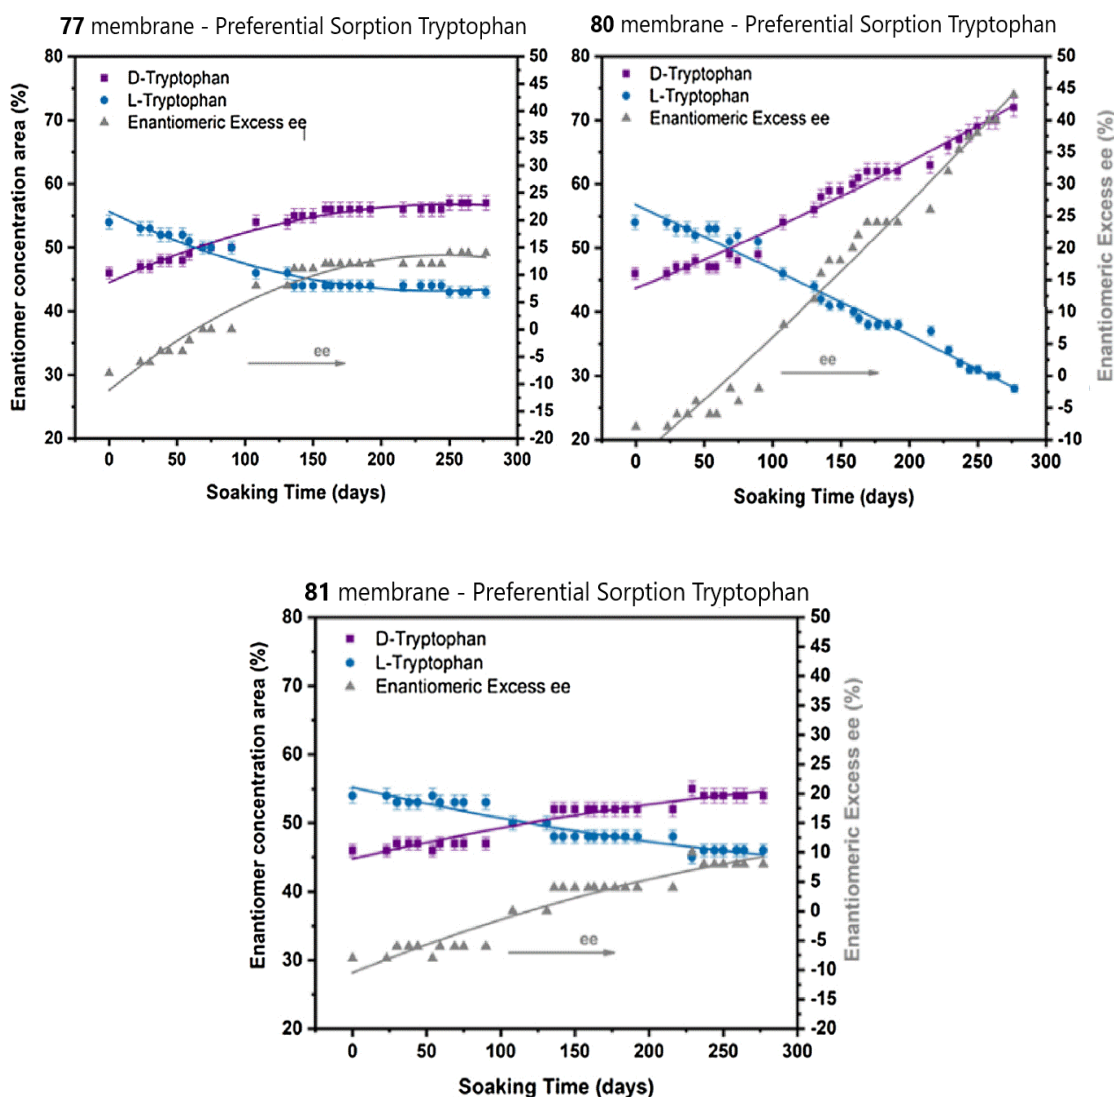 77 membrane - Preferential Sorption Tryptophan
80 50
45
40
70 35
30
60 25
20
50 15
10
40 5
0
30 -5
-10
-15
20 -20
0 50 100 150 200 250 300
D-Tryptophan
L-Tryptophan
Enantiomeric Excess ee
ee
Enantiomer concentration area (%)
Soaking Time (days)
80 membrane - Preferential Sorption Tryptophan
80 50
45
70 40
35
60 30
25
50 20
15
40 10
5
30 0
-5
20 -10
0 50 100 150 200 250 300
D-Tryptophan
L-Tryptophan
Enantiomeric Excess ee
ee
Enantiomeric Excess ee (%)
Soaking Time (days)
81 membrane - Preferential Sorption Tryptophan
80 50
45
40
70 35
30
60 25
20
50 15
10
40 5
0
30 -5
-10
-15
20 -20
0 50 100 150 200 250 300
D-Tryptophan
L-Tryptophan
Enantiomeric Excess ee
ee
Enantiomer concentration area (%)
Enantiomeric Excess ee (%)
Soaking Time (days)